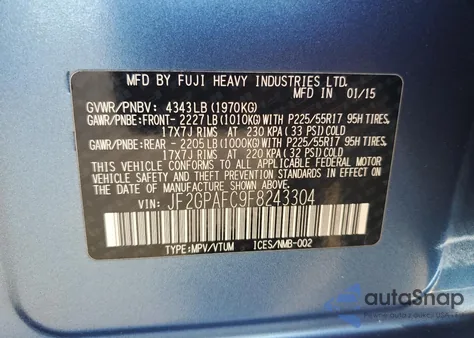 MFD BY FUJI HEAVY INDUSTRIES LTD.
MFD IN 01/15
GVWR/PNBV: 4343LB (1970KG)
GAWR/PNBE:FRONT- 2227LB (1010KG)WITH P225/55R17 95H TIRES,
17X7J RIMS AT 230 KPA (33 PSI)COLD
GAWR/PNBE:REAR - 2205LB (1000KG)WITH P225/55R17 95H TIRES,
17X7J RIMS AT 220 KPA (32 PSI)COLD
THIS VEHICLE CONFORMS TO ALL APPLICABLE FEDERAL MOTOR
VEHICLE SAFETY AND THEFT PREVENTION STANDARDS
IN EFFECT ON THE DATE OF MANUFACTURE SHOWN ABOVE.
VIN: JF2GPAFC9F8243304
TYPE:MPV/VTUM ICES/NMB-002
autoSnap